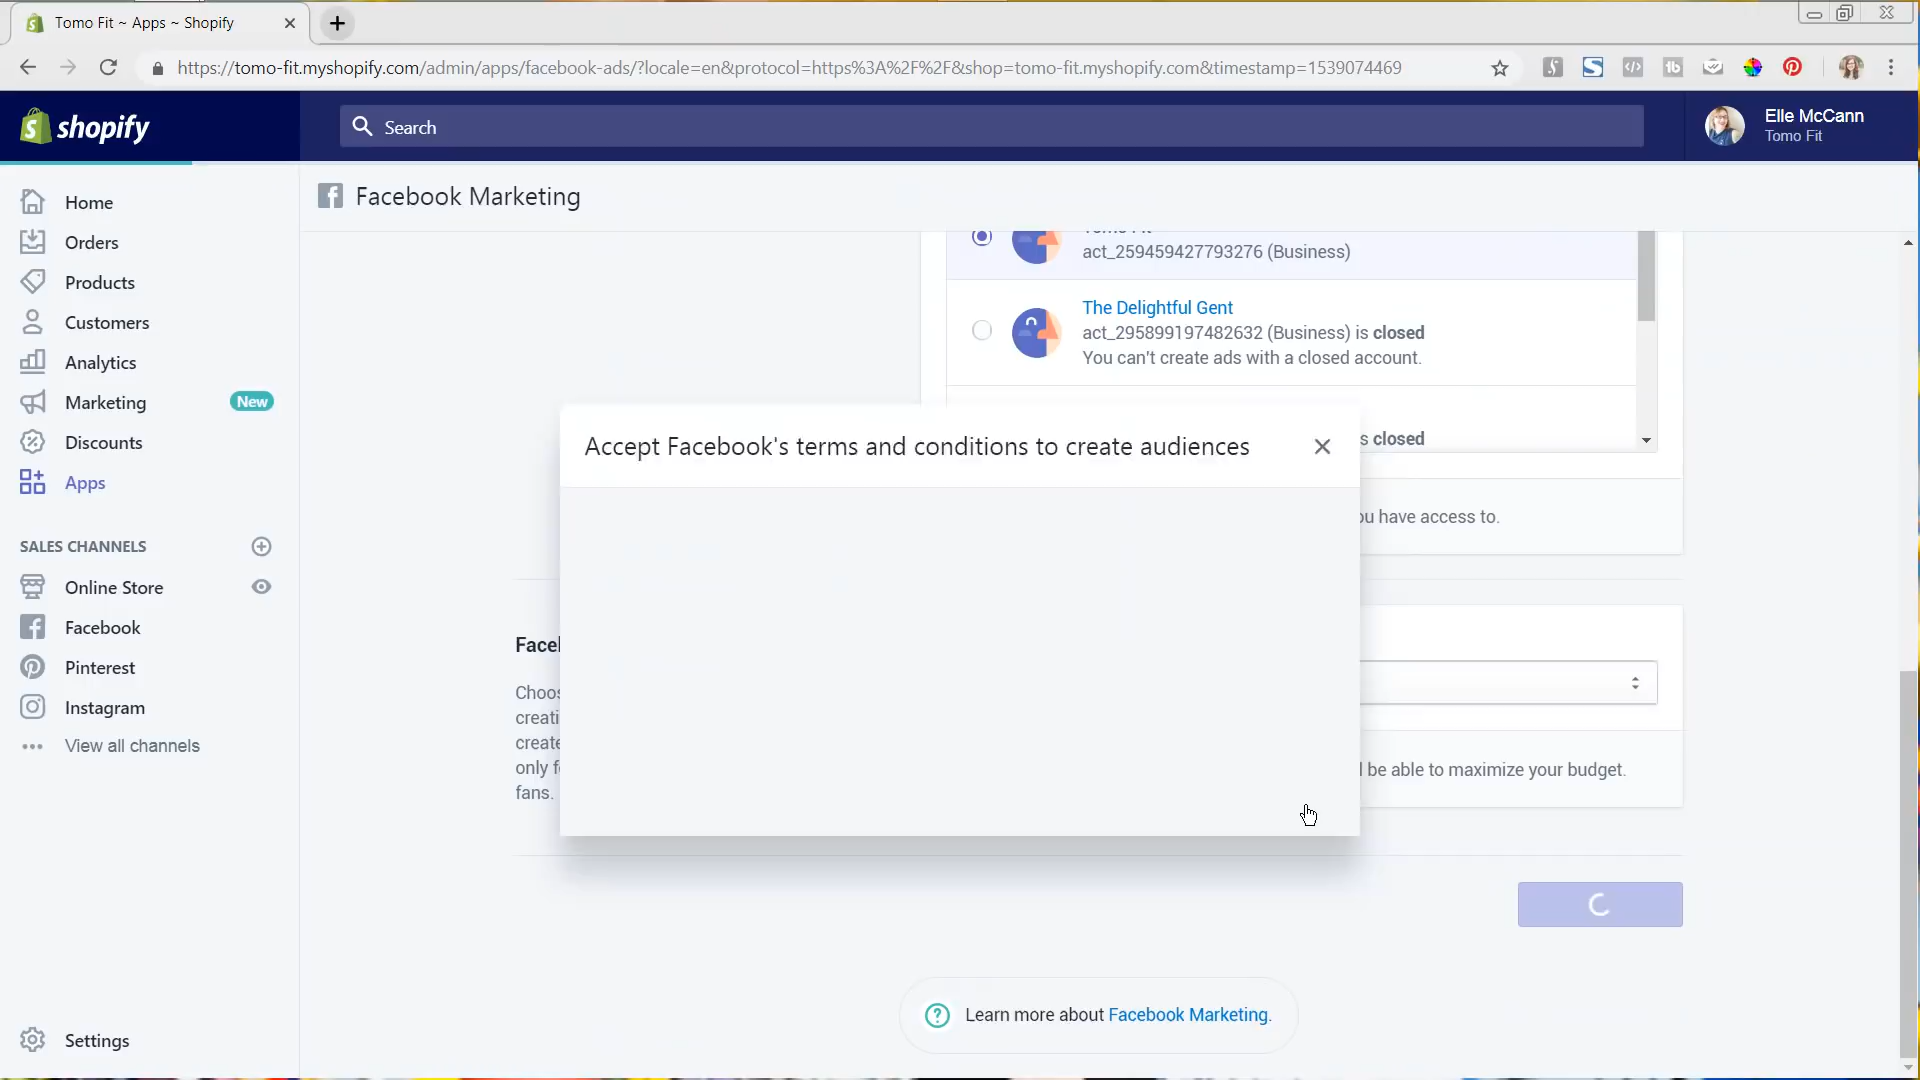 Tomo Fit ~ Apps ~ Shopify
https://tomo-fit.myshopify.com/admin/apps/facebook-ads/?locale=en&protocol=https%3A%2F%2F&shop=tomo-fit.myshopify.com&timestamp=1539074469
shopify
Search
Elle McCann
Tomo Fit
Home
Orders
Products
Customers
Analytics
Marketing New
Discounts
Apps
SALES CHANNELS
Online Store
Facebook
Pinterest
Instagram
View all channels
Settings
Facebook Marketing
act_259459427793276 (Business)
The Delightful Gent
act_295899197482632 (Business) is closed
You can't create ads with a closed account.
s closed
Accept Facebook's terms and conditions to create audiences
ou have access to.
Facel
Choos
creati
create
only f
fans.
l be able to maximize your budget.
Learn more about Facebook Marketing.